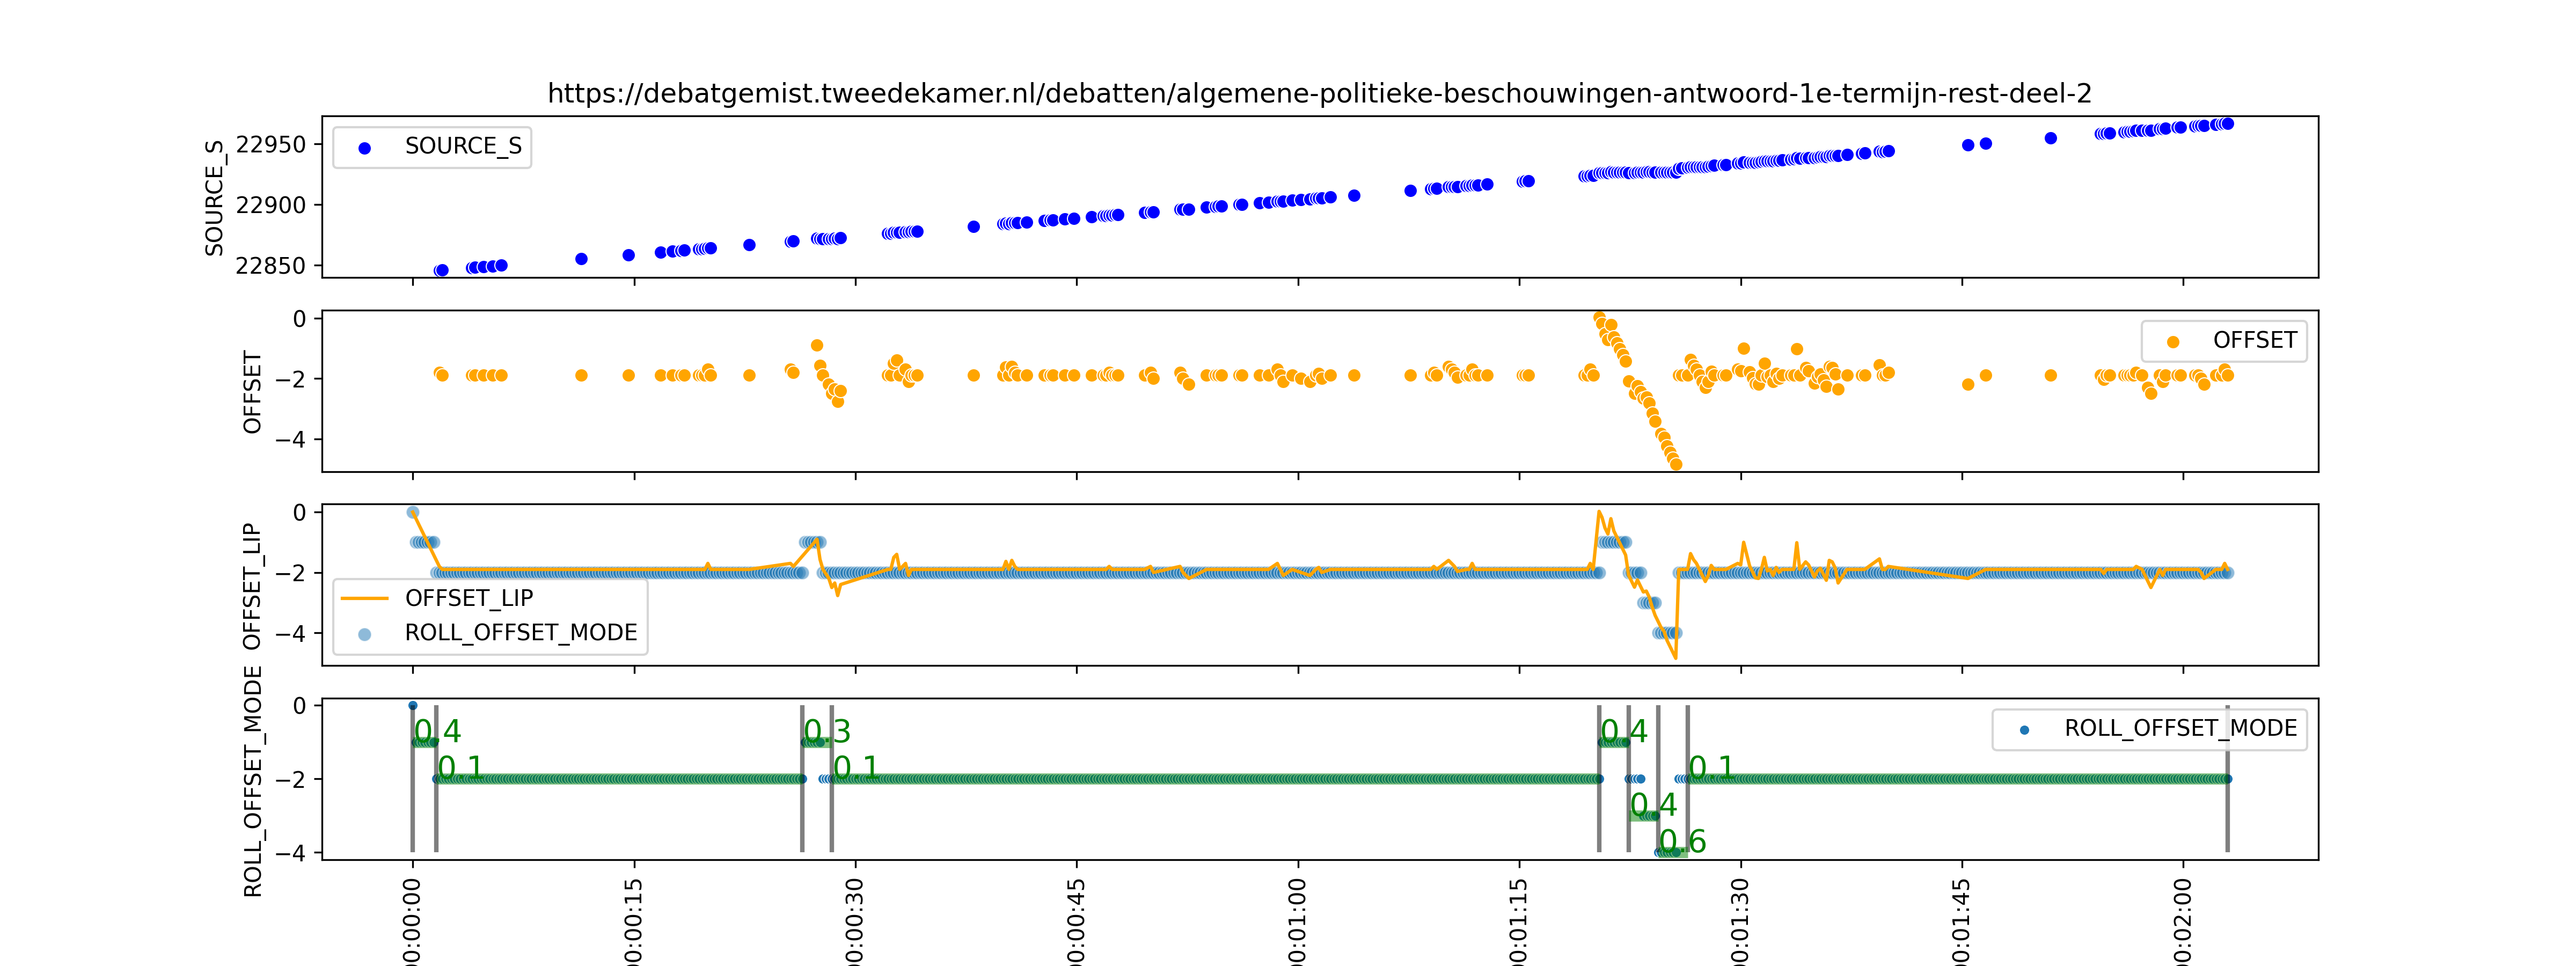 https://debatgemist.tweedekamer.nl/debatten/algemene-politieke-beschouwingen-antwoord-1e-termijn-rest-deel-2
SOURCE_S
22950
22900
22850
SOURCE_S
OFFSET
0
−2
−4
OFFSET
OFFSET_LIP
0
−2
−4
OFFSET_LIP
ROLL_OFFSET_MODE
ROLL_OFFSET_MODE
0
−2
−4
0.4
0.1
0.3
0.1
0.4
0.4
0.6
0.1
ROLL_OFFSET_MODE
00:00:00
00:00:15
00:00:30
00:00:45
00:01:00
00:01:15
00:01:30
00:01:45
00:02:00